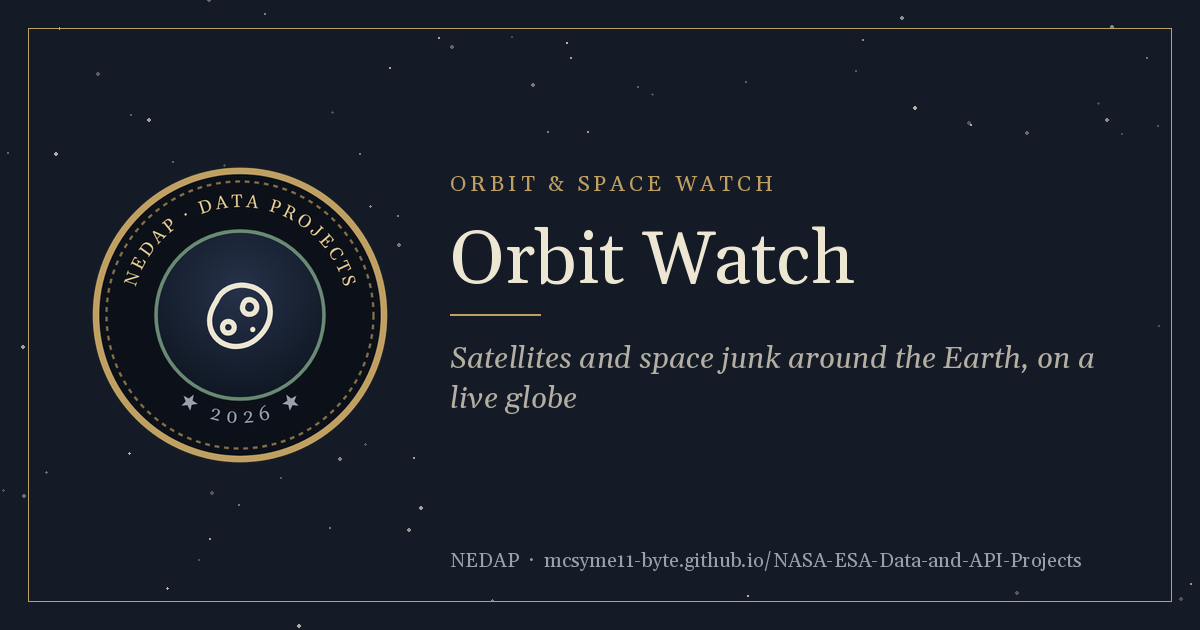 NEDAP · DATA PROJECTS
★ 2026 ★
ORBIT & SPACE WATCH
Orbit Watch
Satellites and space junk around the Earth, on a
live globe
NEDAP · mcsyme11-byte.github.io/NASA-ESA-Data-and-API-Projects